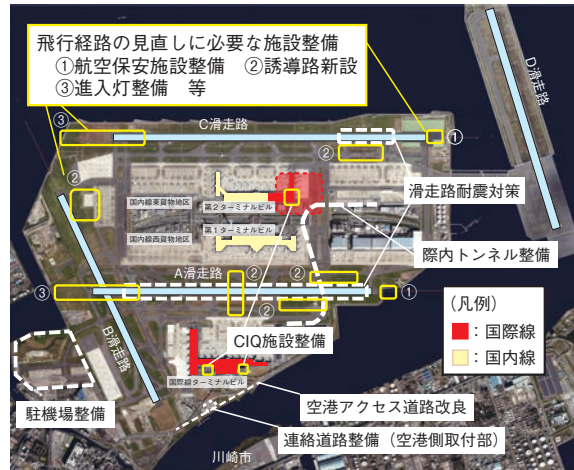 飛行経路の見直しに必要な施設整備
①航空保安施設整備　②誘導路新設
③進入灯整備　等
③
C滑走路
①
②
D滑走路
②
国内線東貨物地区
第2ターミナルビル
滑走路耐震対策
国内線西貨物地区
第1ターミナルビル
際内トンネル整備
A滑走路
②
②
③
①
②
B滑走路
（凡例）
：国際線
：国内線
CIQ施設整備
国際線ターミナルビル
駐機場整備
空港アクセス道路改良
連絡道路整備（空港側取付部）
川崎市